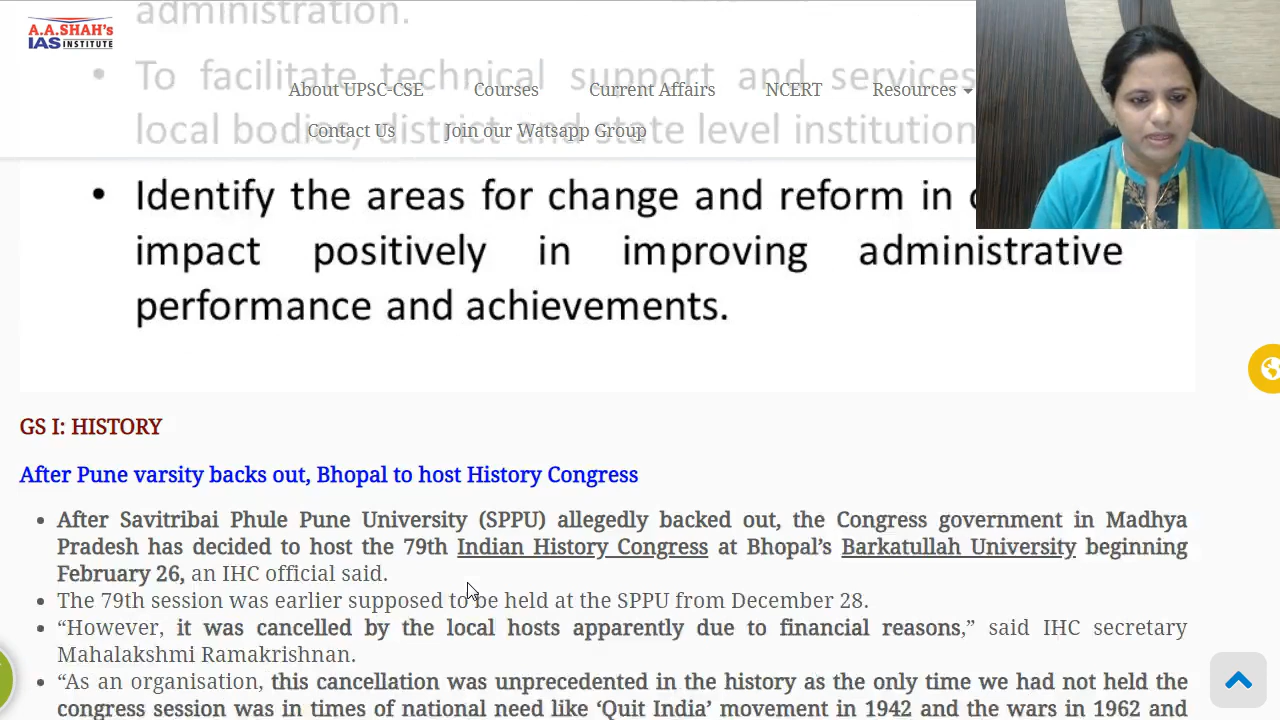 administration.
A.A.SHAH's
IAS INSTITUTE
To facilitate technical support and services
About UPSC-CSE Courses Current Affairs NCERT Resources
local bodies, district and state level institution
Contact Us Join our Watsapp Group
• Identify the areas for change and reform in
impact positively in improving administrative
performance and achievements.
GS I: HISTORY
After Pune varsity backs out, Bhopal to host History Congress
• After Savitribai Phule Pune University (SPPU) allegedly backed out, the Congress government in Madhya
Pradesh has decided to host the 79th Indian History Congress at Bhopal's Barkatullah University beginning
February 26, an IHC official said.
• The 79th session was earlier supposed to be held at the SPPU from December 28.
• “However, it was cancelled by the local hosts apparently due to financial reasons,” said IHC secretary
Mahalakshmi Ramakrishnan.
• “As an organisation, this cancellation was unprecedented in the history as the only time we had not held the
congress session was in times of national need like ‘Quit India’ movement in 1942 and the wars in 1962 and